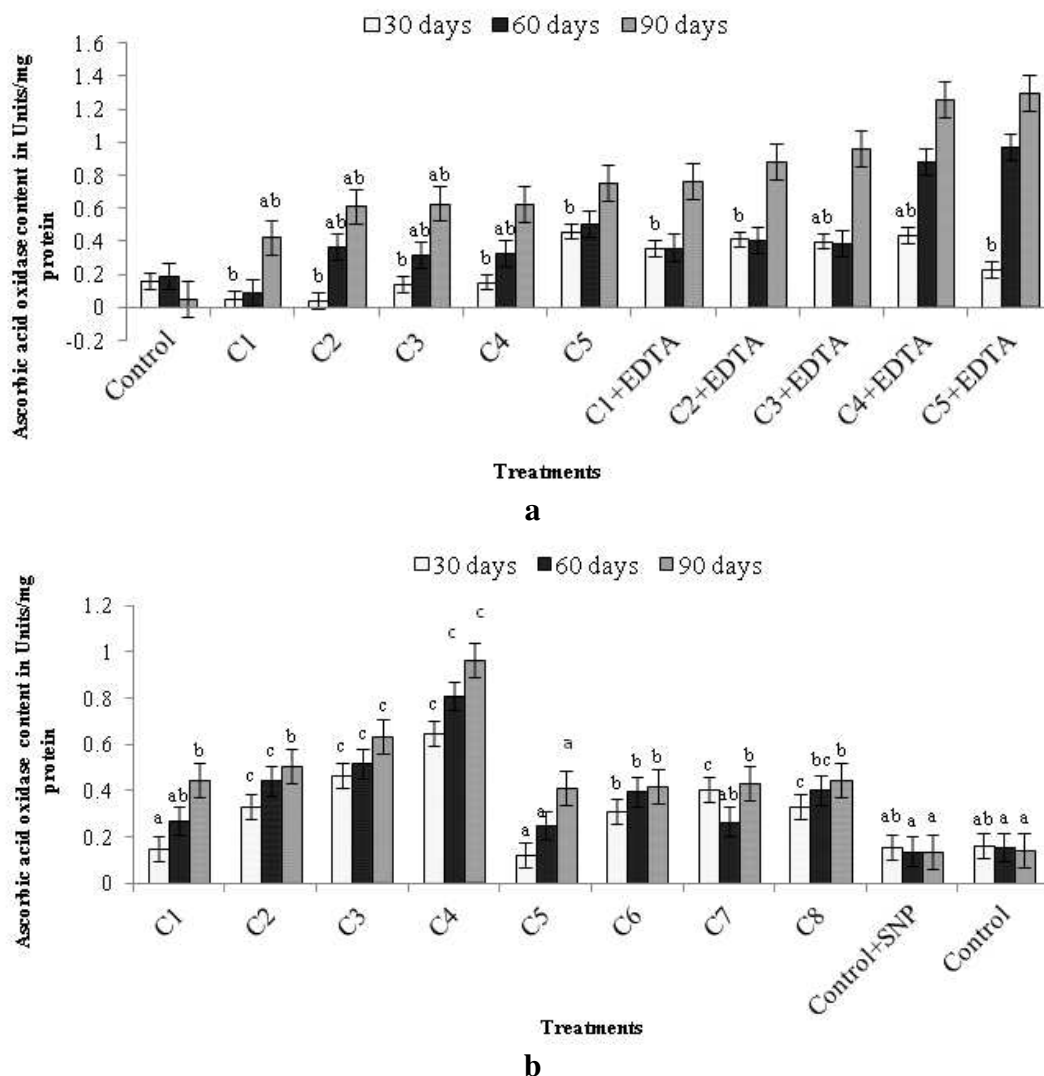 30 days 60 days 90 days
Ascorbic acid oxidase content in Units/mg
protein
1.6
1.4
1.2
1
0.8
0.6
0.4
0.2
0
-0.2
b ab
b ab ab
b ab ab
b ab
b
b
b
ab
ab
b
Control C1 C2 C3 C4 C5 C1+EDTA C2+EDTA C3+EDTA C4+EDTA C5+EDTA
Treatments
a
30 days 60 days 90 days
Ascorbic acid oxidase content in Units/mg
protein
1.2
1
0.8
0.6
0.4
0.2
0
a ab b
c c b
c c c
c c c
a a a
b b b
c ab b
c bc b
ab a a
ab a a
C1 C2 C3 C4 C5 C6 C7 C8 Control+SNP Control
Treatments
b